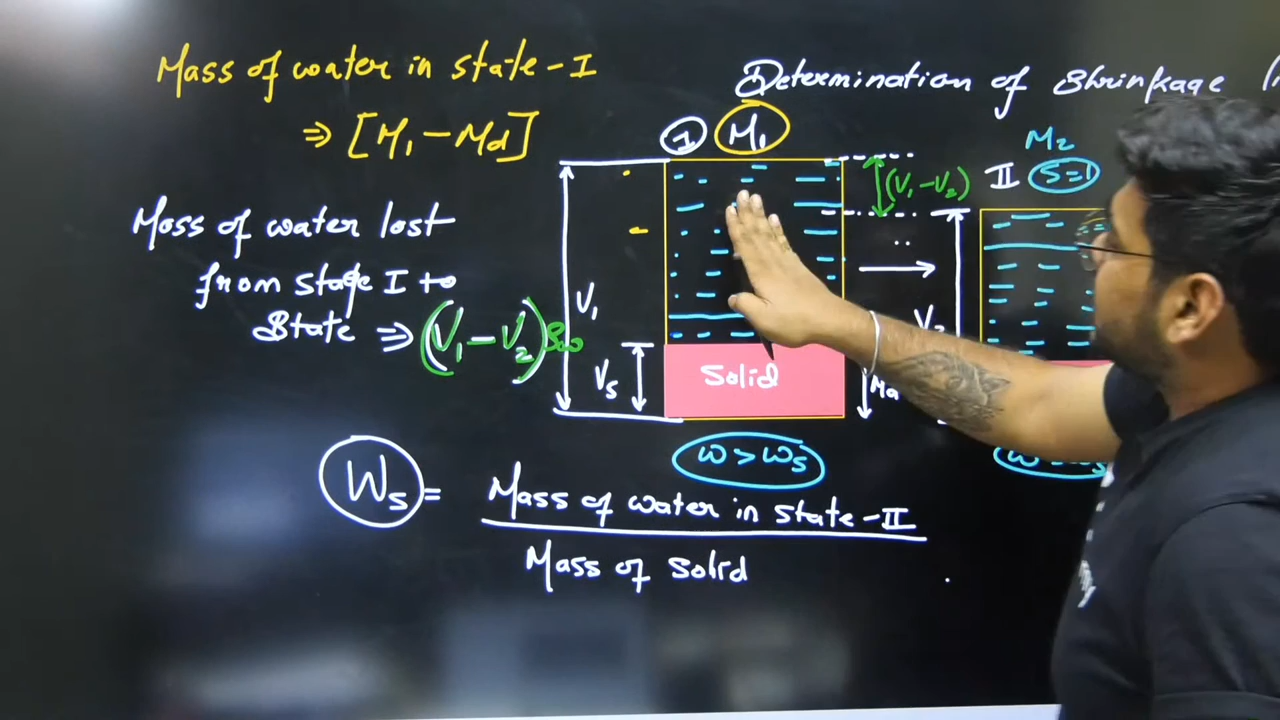 Mass of water in state-I
⇒ [M₁ - Md]
Mass of water lost
from stage I to
State ⇒ (V₁ - V₂)ρω
Determination of Shrinkage
I M₁
(V₁-V₂)
M₂
II S=1
V₁
Vs
Solid
V₂
Md
ω > ωs
Ws = Mass of water in state-II
Mass of Solid